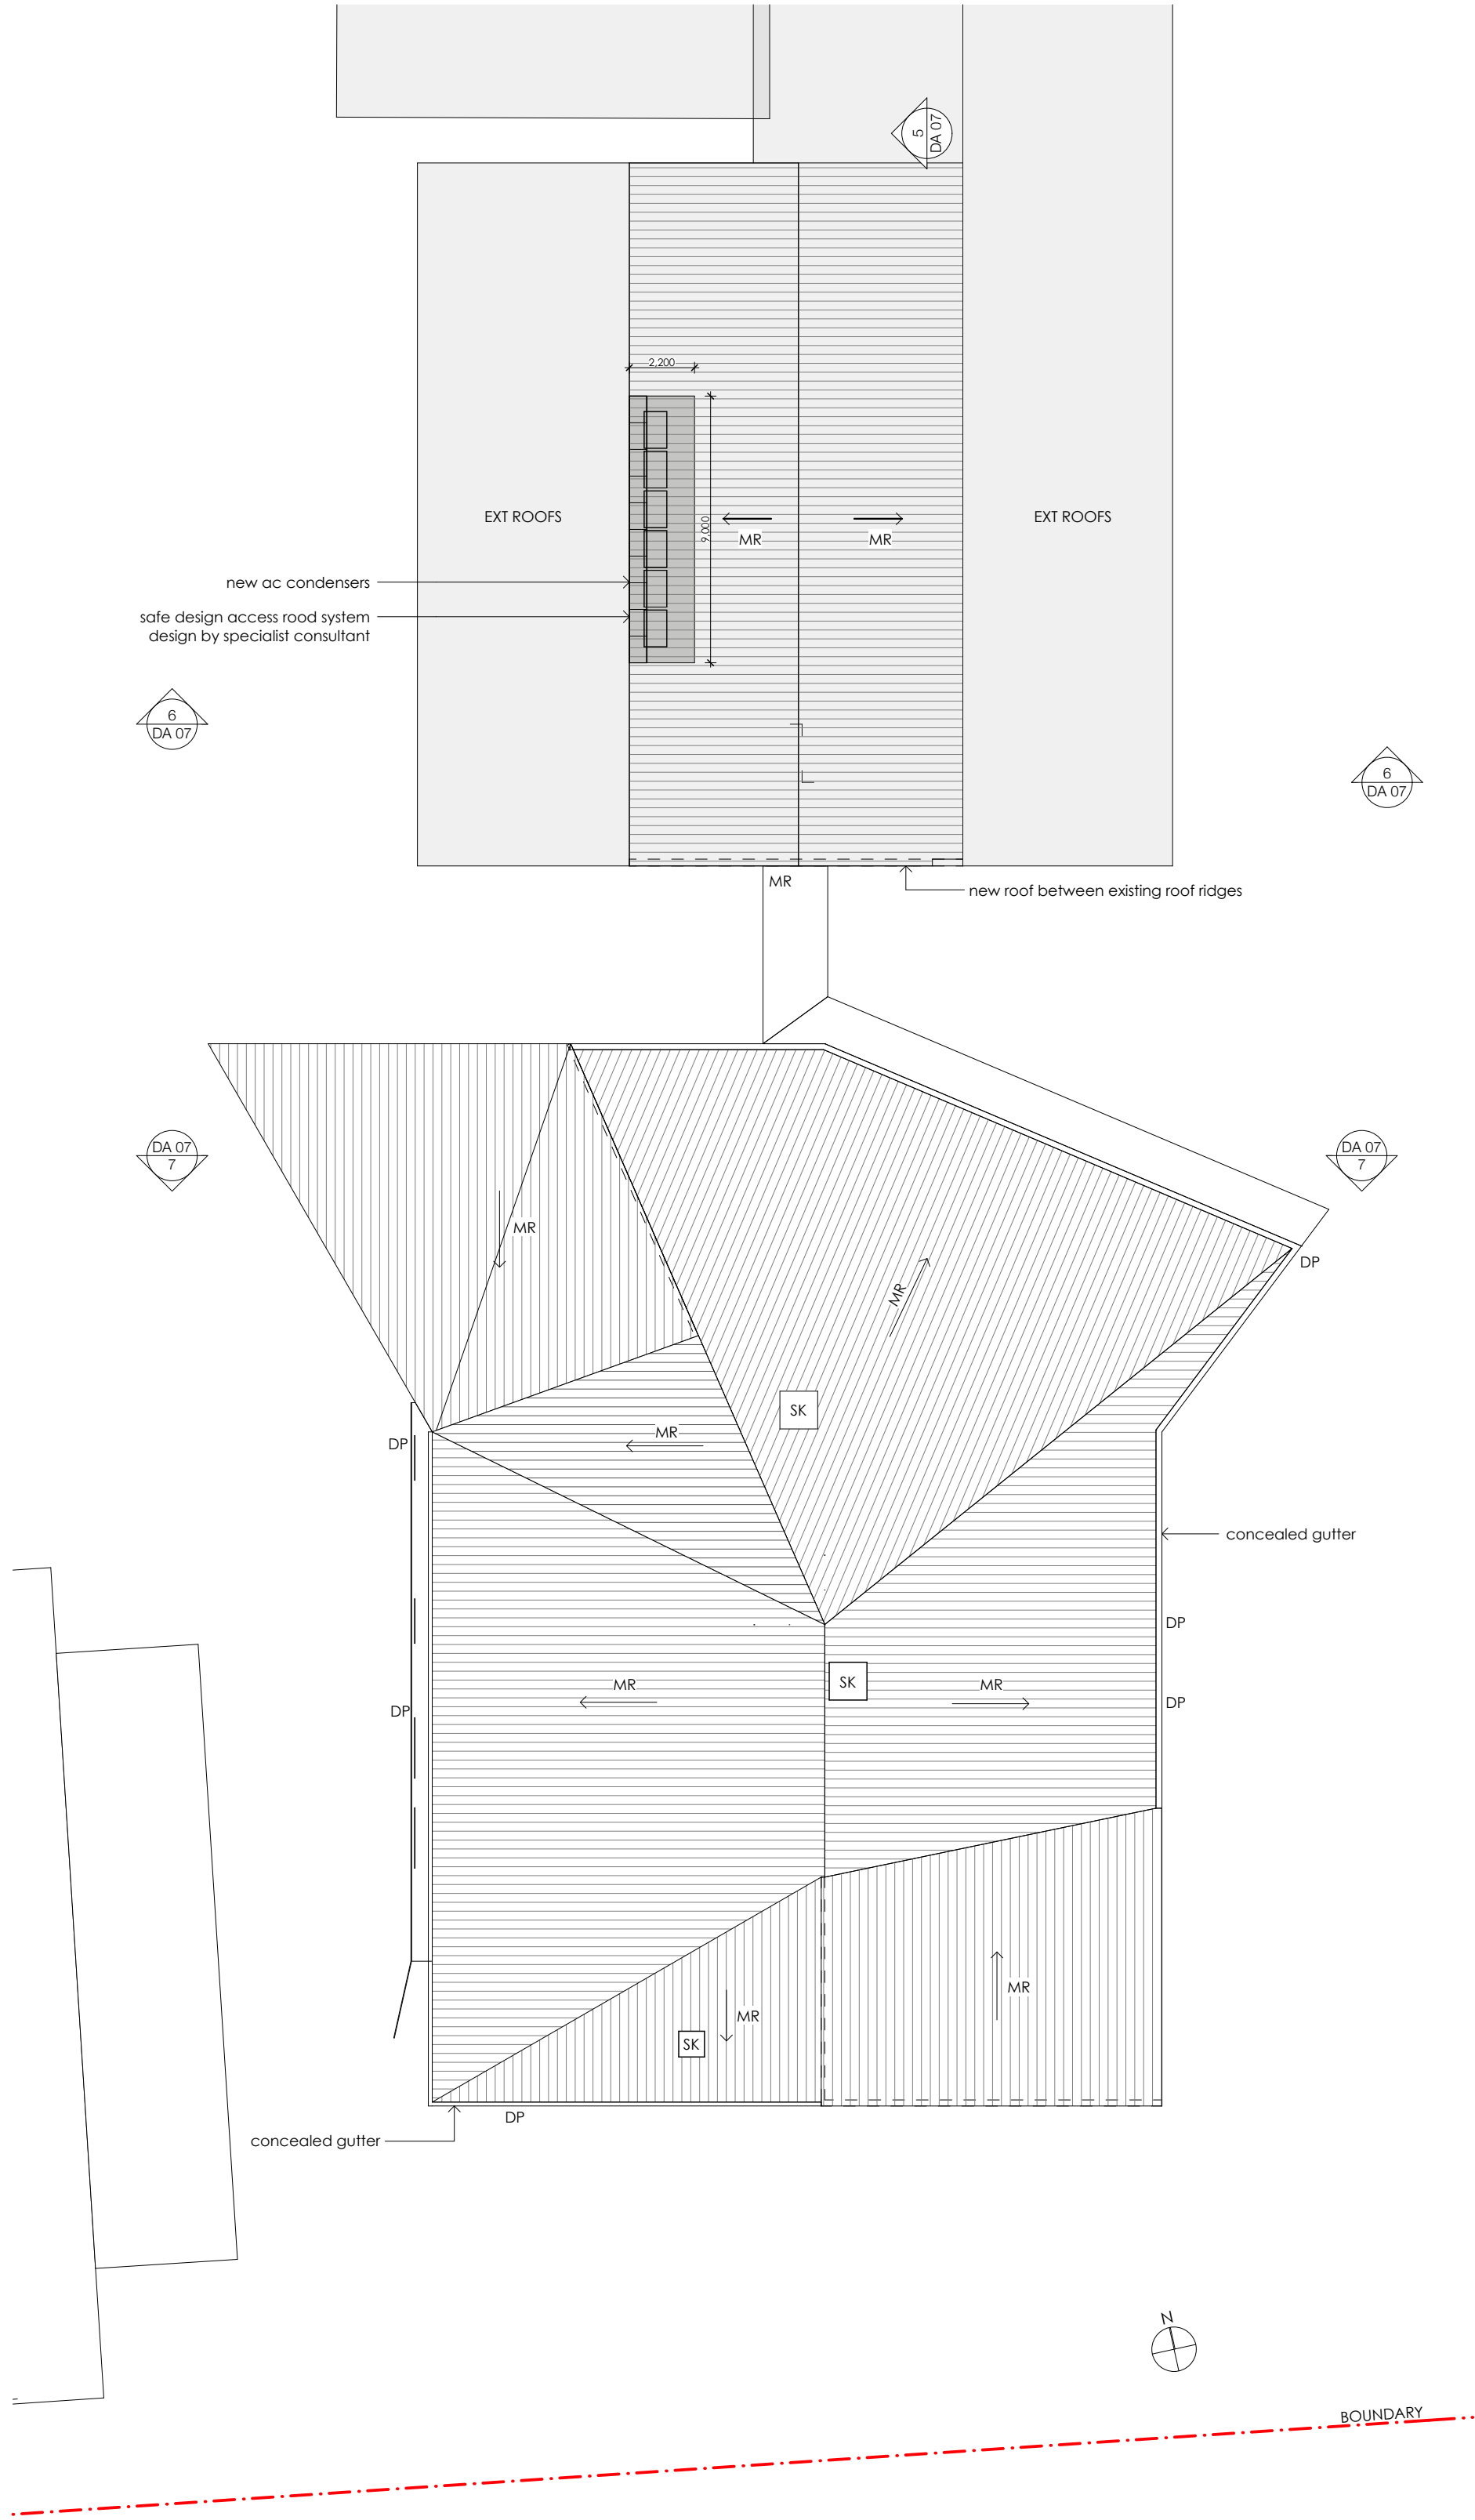 5
DA 07
2,200
9,000
EXT ROOFS
MR
MR
EXT ROOFS
new ac condensers
safe design access rood system
design by specialist consultant
6
DA 07
6
DA 07
MR
new roof between existing roof ridges
DA 07
7
DA 07
7
MR
DP
MR
SK
MR
DP
concealed gutter
DP
SK
MR
MR
DP
DP
MR
MR
SK
DP
concealed gutter
N
BOUNDARY